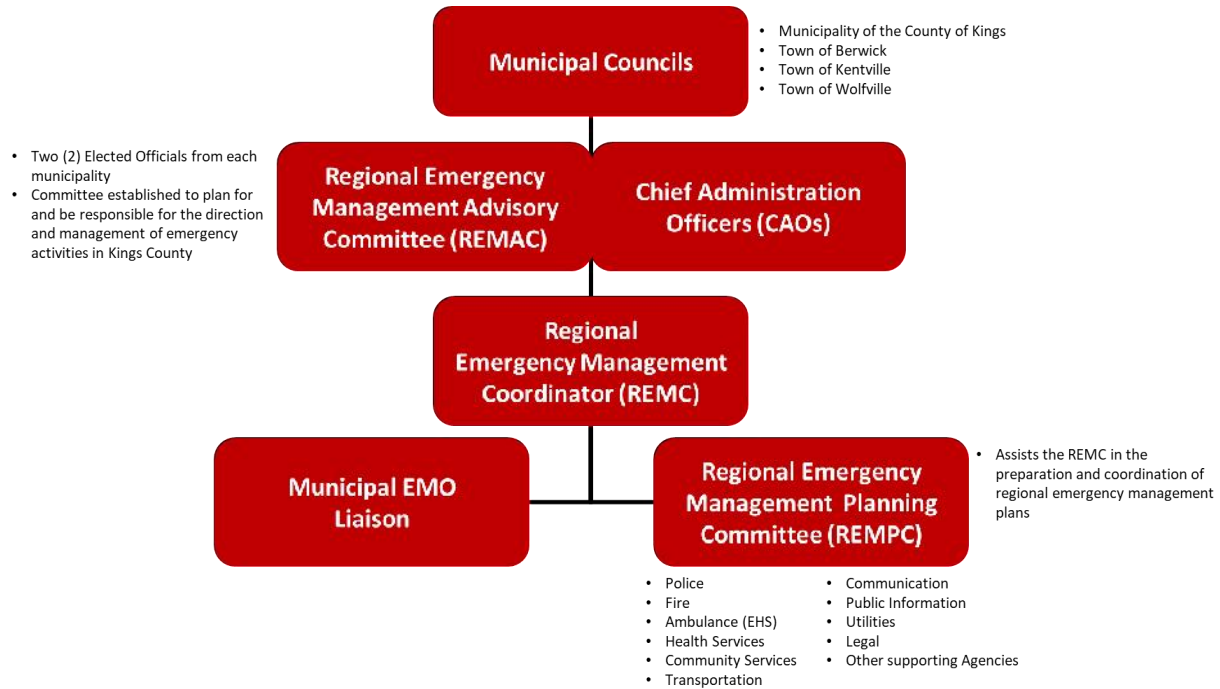 Municipal Councils
• Municipality of the County of Kings
• Town of Berwick
• Town of Kentville
• Town of Wolfville
• Two (2) Elected Officials from each
municipality
• Committee established to plan for
and be responsible for the direction
and management of emergency
activities in Kings County
Regional Emergency
Management Advisory
Committee (REMAC)
Chief Administration
Officers (CAOs)
Regional
Emergency Management
Coordinator (REMC)
Municipal EMO
Liaison
Regional Emergency
Management Planning
Committee (REMPC)
• Assists the REMC in the
preparation and coordination of
regional emergency management
plans
• Police
• Fire
• Ambulance (EHS)
• Health Services
• Community Services
• Transportation
• Communication
• Public Information
• Utilities
• Legal
• Other supporting Agencies